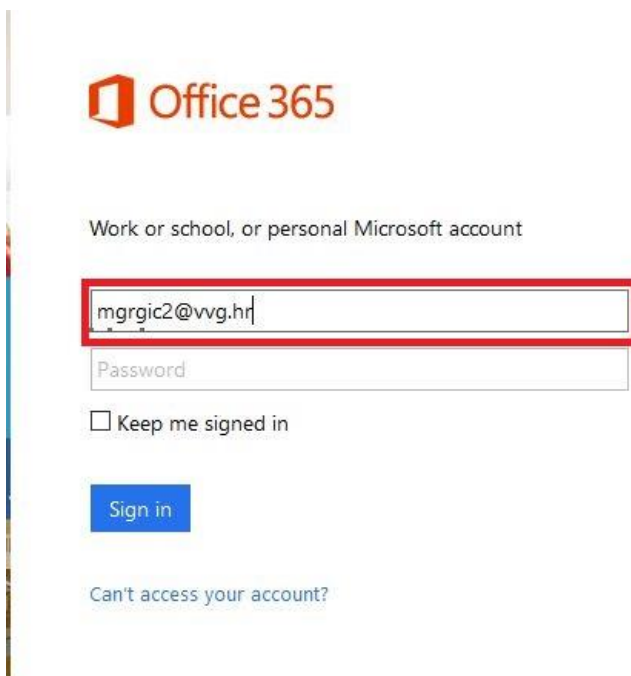 Office 365
Work or school, or personal Microsoft account
mgrgic2@vvg.hr
Password
Keep me signed in
Sign in
Can't access your account?